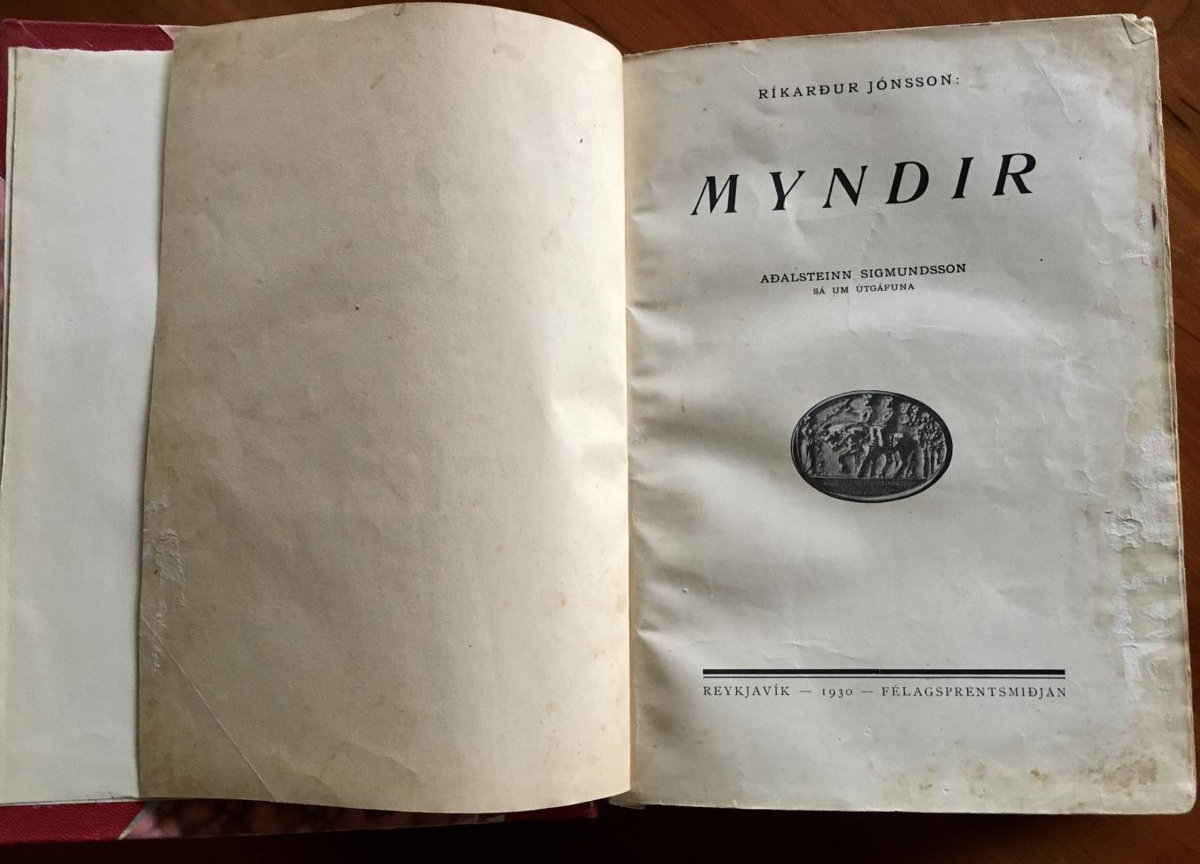 RÍKARÐUR JÓNSSON:
MYNDIR
AÐALSTEINN SIGMUNDSSON
SÁ UM ÚTGÁFUNA
REYKJAVÍK — 1930 — FÉLAGSPRENTSMIÐJAN